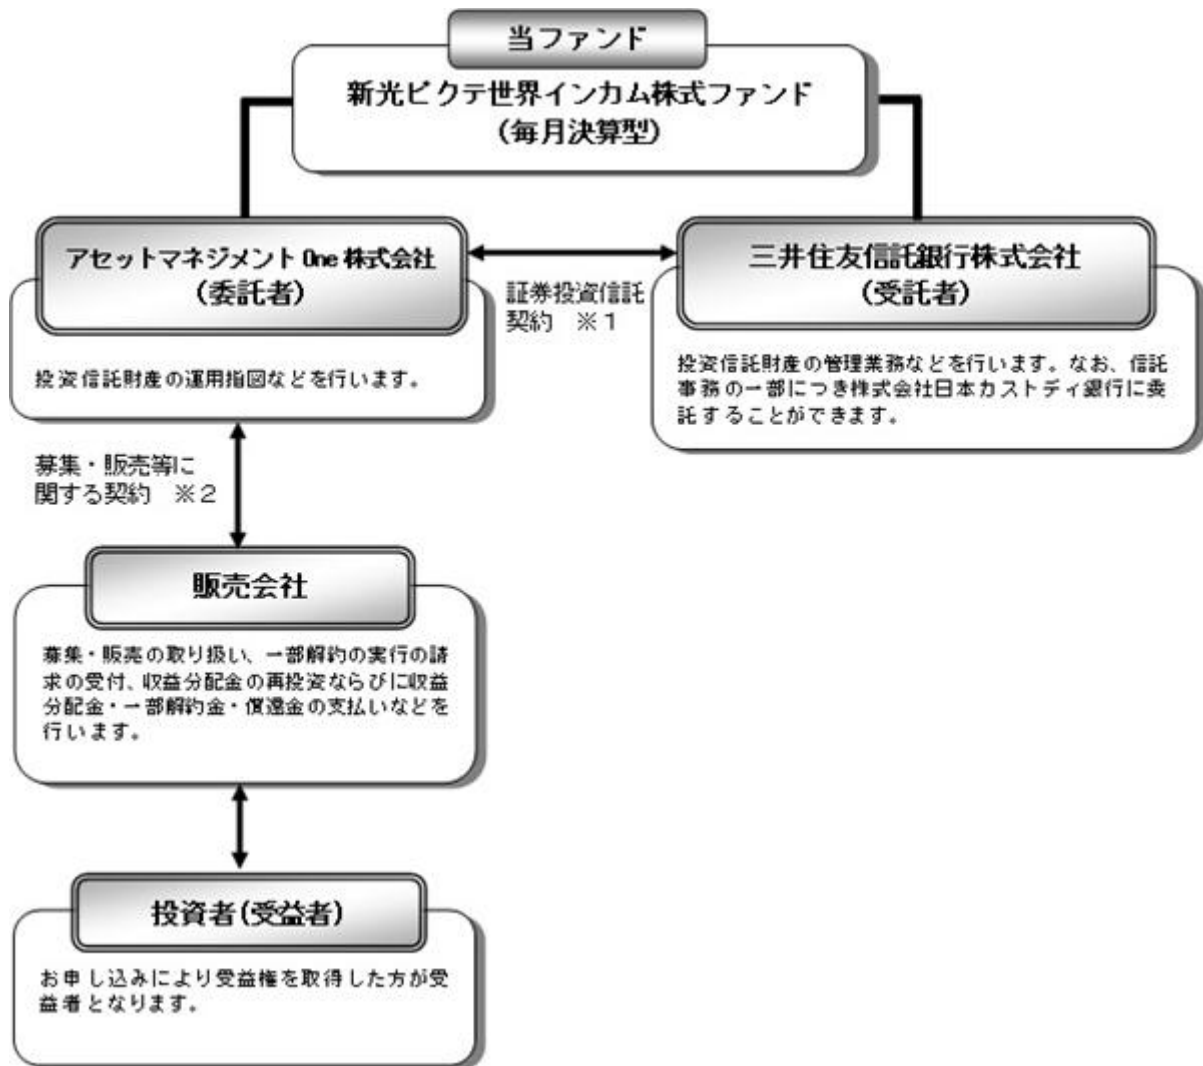 当ファンド
新光ピクテ世界インカム株式ファンド
（毎月決算型）
アセットマネジメント One 株式会社
（委託者）
投資信託財産の運用指図などを行います。
証券投資信託
契約　※１
三井住友信託銀行株式会社
（受託者）
投資信託財産の管理業務などを行います。なお、信託
事務の一部につき株式会社日本カストディ銀行に委
託することができます。
募集・販売等に
関する契約　※２
販売会社
募集・販売の取り扱い、一部解約の実行の請
求の受付、収益分配金の再投資ならびに収益
分配金・一部解約金・償還金の支払いなどを
行います。
投資者（受益者）
お申し込みにより受益権を取得した方が受
益者となります。